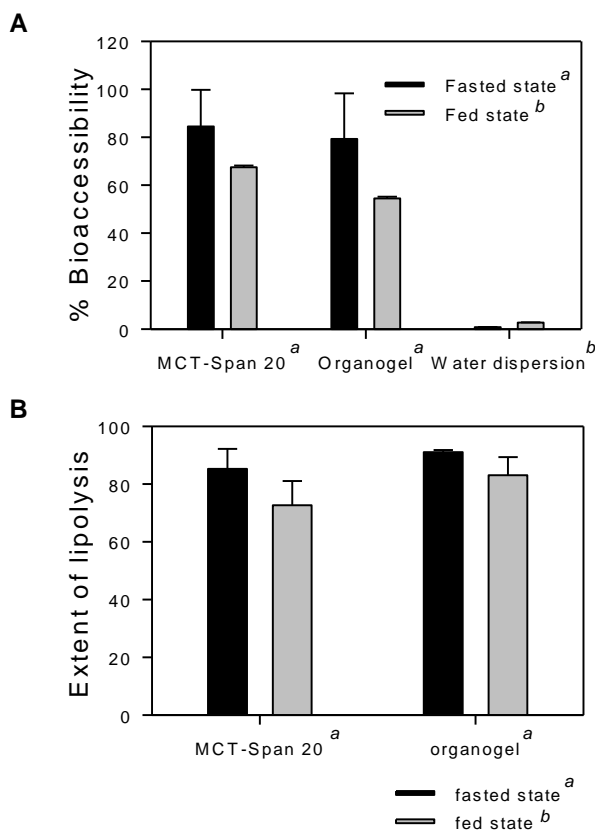 A
120
100
80
60
40
20
0
% Bioaccessibility
Fasted state a
Fed state b
MCT-Span 20 a Organogel a Water dispersion b
B
100
80
60
40
20
0
Extent of lipolysis
MCT-Span 20 a organogel a
fasted state a
fed state b